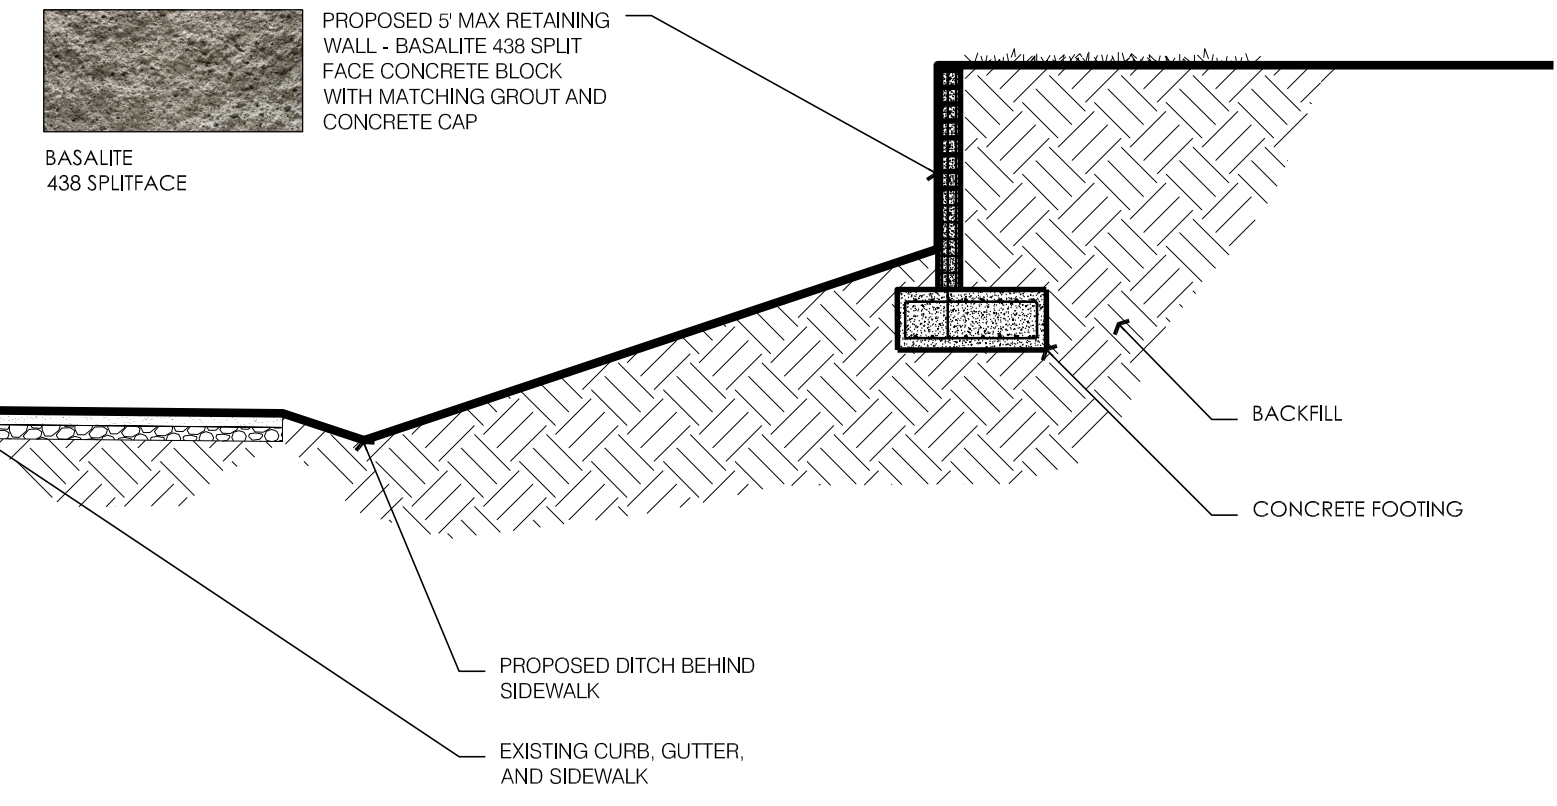 PROPOSED 5' MAX RETAINING
WALL - BASALITE 438 SPLIT
FACE CONCRETE BLOCK
WITH MATCHING GROUT AND
CONCRETE CAP
BASALITE
438 SPLITFACE
BACKFILL
CONCRETE FOOTING
PROPOSED DITCH BEHIND
SIDEWALK
EXISTING CURB, GUTTER,
AND SIDEWALK